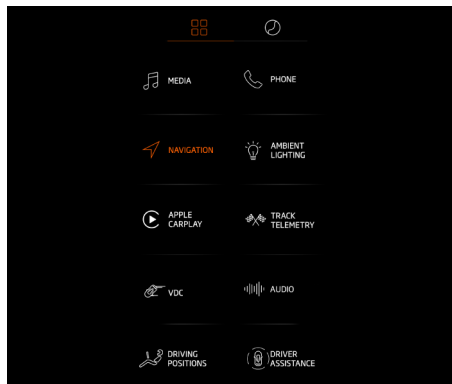 MEDIA
PHONE
NAVIGATION
AMBIENT
LIGHTING
APPLE
CARPLAY
TRACK
TELEMETRY
VDC
AUDIO
DRIVING
POSITIONS
DRIVER
ASSISTANCE